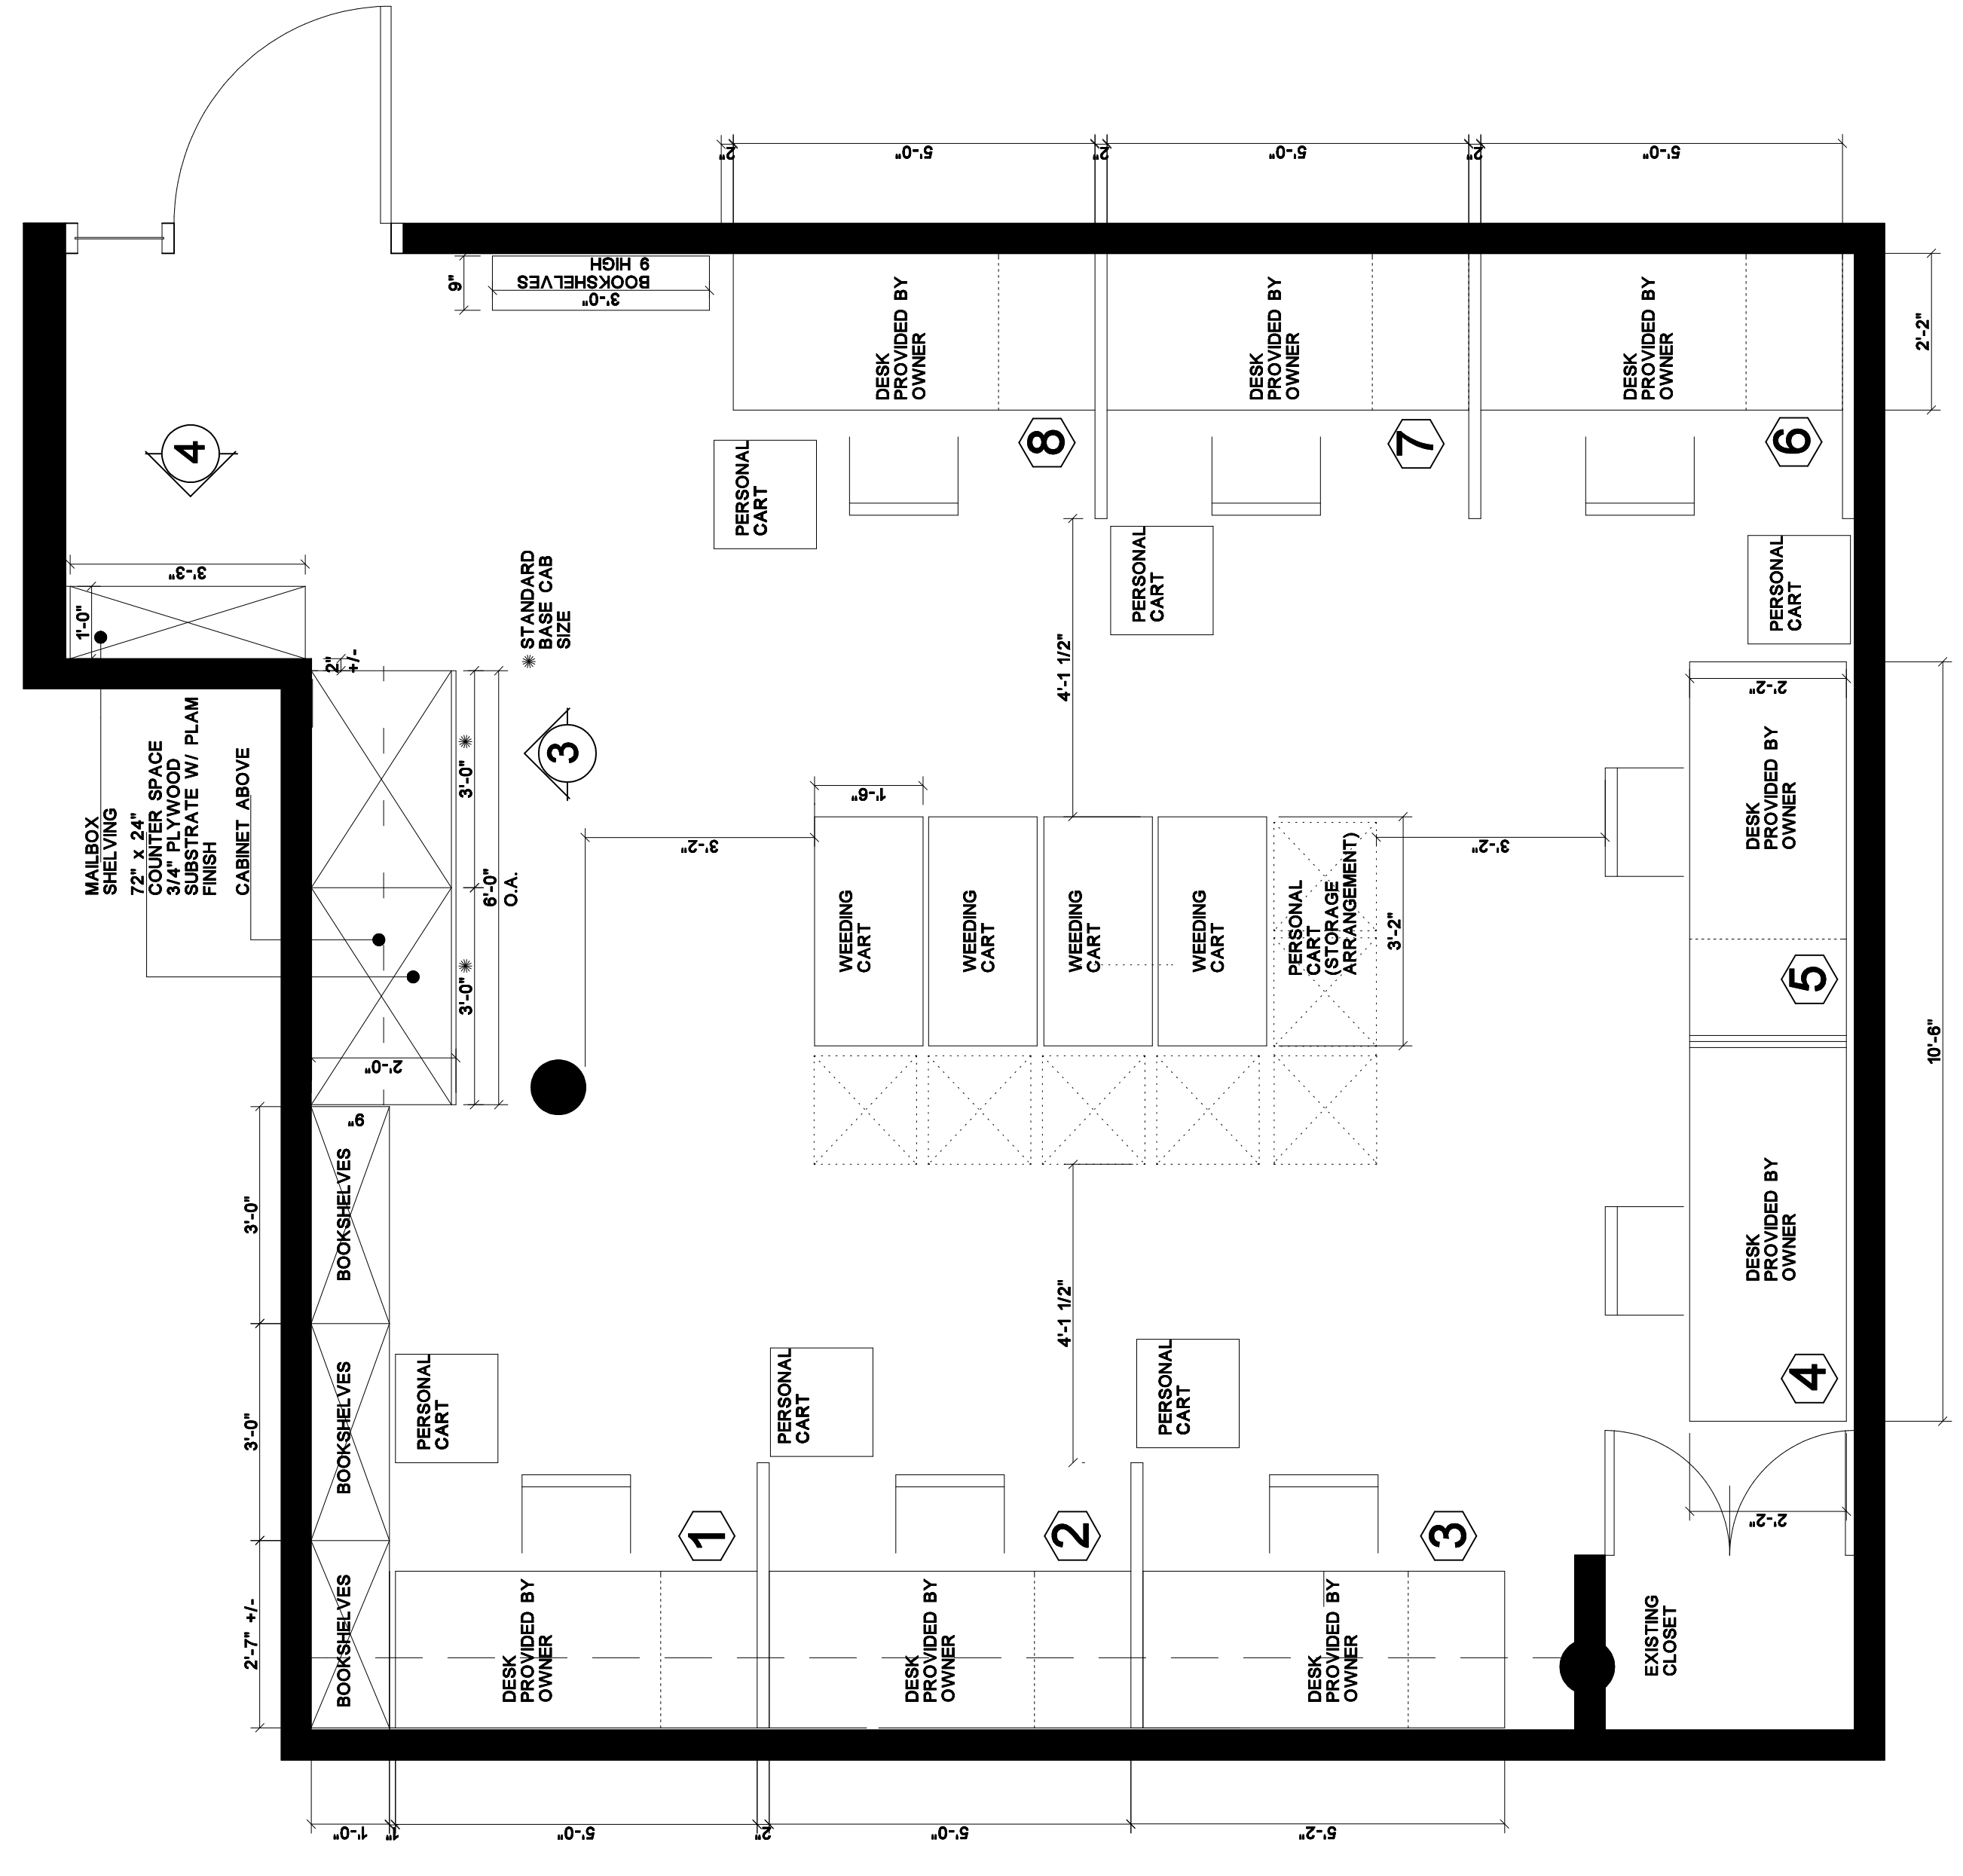 2"
5'-0"
2"
5'-0"
2"
5'-0"
9"
BOOKSHELVES
9 HIGH
3'-0"
DESK
PROVIDED BY
OWNER
DESK
PROVIDED BY
OWNER
DESK
PROVIDED BY
OWNER
2'-2"
4
8
7
6
PERSONAL
CART
PERSONAL
CART
PERSONAL
CART
3'-3"
1'-0"
2"
+/-
* STANDARD
BASE CAB
SIZE
4'-1 1/2"
2'-2"
MAILBOX
SHELVING
72" x 24"
COUNTER SPACE
3/4" PLYWOOD
SUBSTRATE W/ PLAM
FINISH
CABINET ABOVE
3'-0" *
3
6'-0"
O.A.
3'-0" *
2'-0"
3'-2"
1'-6"
3'-2"
WEEDING
CART
WEEDING
CART
WEEDING
CART
WEEDING
CART
PERSONAL
CART
(STORAGE
ARRANGEMENT)
3'-2"
DESK
PROVIDED BY
OWNER
5
10'-6"
9"
BOOKSHELVES
3'-0"
BOOKSHELVES
3'-0"
BOOKSHELVES
2'-7" +/-
4'-1 1/2"
DESK
PROVIDED BY
OWNER
4
PERSONAL
CART
PERSONAL
CART
PERSONAL
CART
1
2
3
2'-2"
DESK
PROVIDED BY
OWNER
DESK
PROVIDED BY
OWNER
DESK
PROVIDED BY
OWNER
EXISTING
CLOSET
1'-0"
1"
5'-0"
2"
5'-0"
5'-2"